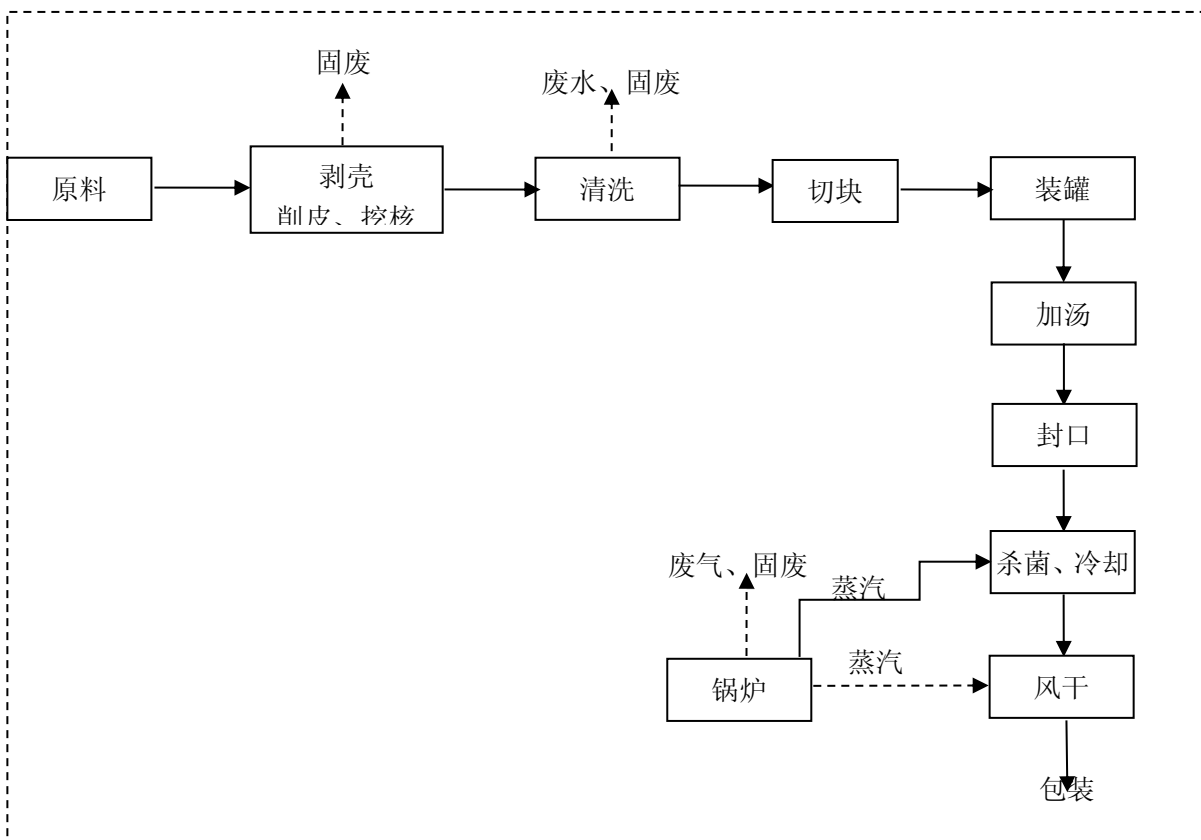 固废
废水、固废
原料
剥壳
削皮、挖核
清洗
切块
装罐
加汤
封口
杀菌、冷却
废气、固废
蒸汽
蒸汽
锅炉
风干
包装